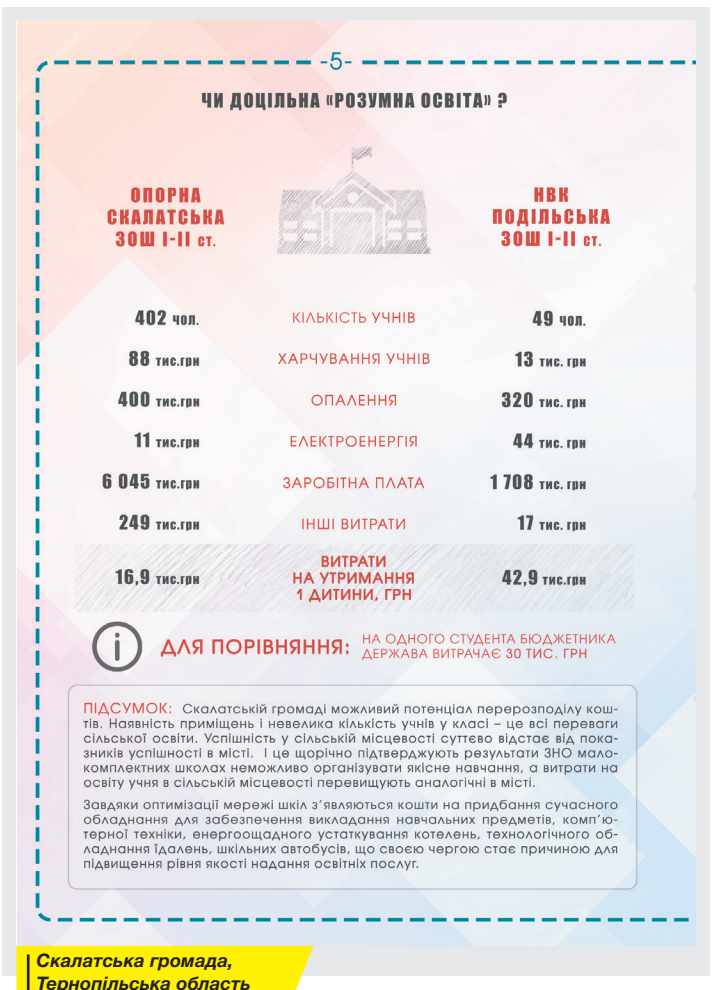 -5-
ЧИ ДОЦІЛЬНА «РОЗУМНА ОСВІТА» ?
ОПОРНА
СКАЛАТСЬКА
ЗОШ І-ІІ ст.
НВК
ПОДІЛЬСЬКА
ЗОШ І-ІІ ст.
402 чол. КІЛЬКІСТЬ УЧНІВ 49 чол.
88 тис.грн ХАРЧУВАННЯ УЧНІВ 13 тис. грн
400 тис.грн ОПАЛЕННЯ 320 тис. грн
11 тис.грн ЕЛЕКТРОЕНЕРГІЯ 44 тис. грн
6 045 тис.грн ЗАРОБІТНА ПЛАТА 1 708 тис. грн
249 тис.грн ІНШІ ВИТРАТИ 17 тис. грн
16,9 тис.грн
ВИТРАТИ
НА УТРИМАННЯ
1 ДИТИНИ, ГРН
42,9 тис.грн
i
ДЛЯ ПОРІВНЯННЯ:
НА ОДНОГО СТУДЕНТА БЮДЖЕТНИКА
ДЕРЖАВА ВИТРАЧАЄ 30 ТИС. ГРН
ПІДСУМОК: Скалатській громаді можливий потенціал перерозподілу кош-
тів. Наявність приміщень і невелика кількість учнів у класі – це всі переваги
сільської освіти. Успішність у сільській місцевості суттєво відстає від пока-
зників успішності в місті. І це щорічно підтверджують результати ЗНО мало-
комплектних школах неможливо організувати якісне навчання, а витрати на
освіту учня в сільській місцевості перевищують аналогічні в місті.
Завдяки оптимізації мережі шкіл з’являються кошти на придбання сучасного
обладнання для забезпечення викладання навчальних предметів, комп’ю-
терної техніки, енергоощадного устаткування котелень, технологічного об-
ладнання їдалень, шкільних автобусів, що своєю чергою стає причиною для
підвищення рівня якості надання освітніх послуг.
Скалатська громада,
Тернопільська область